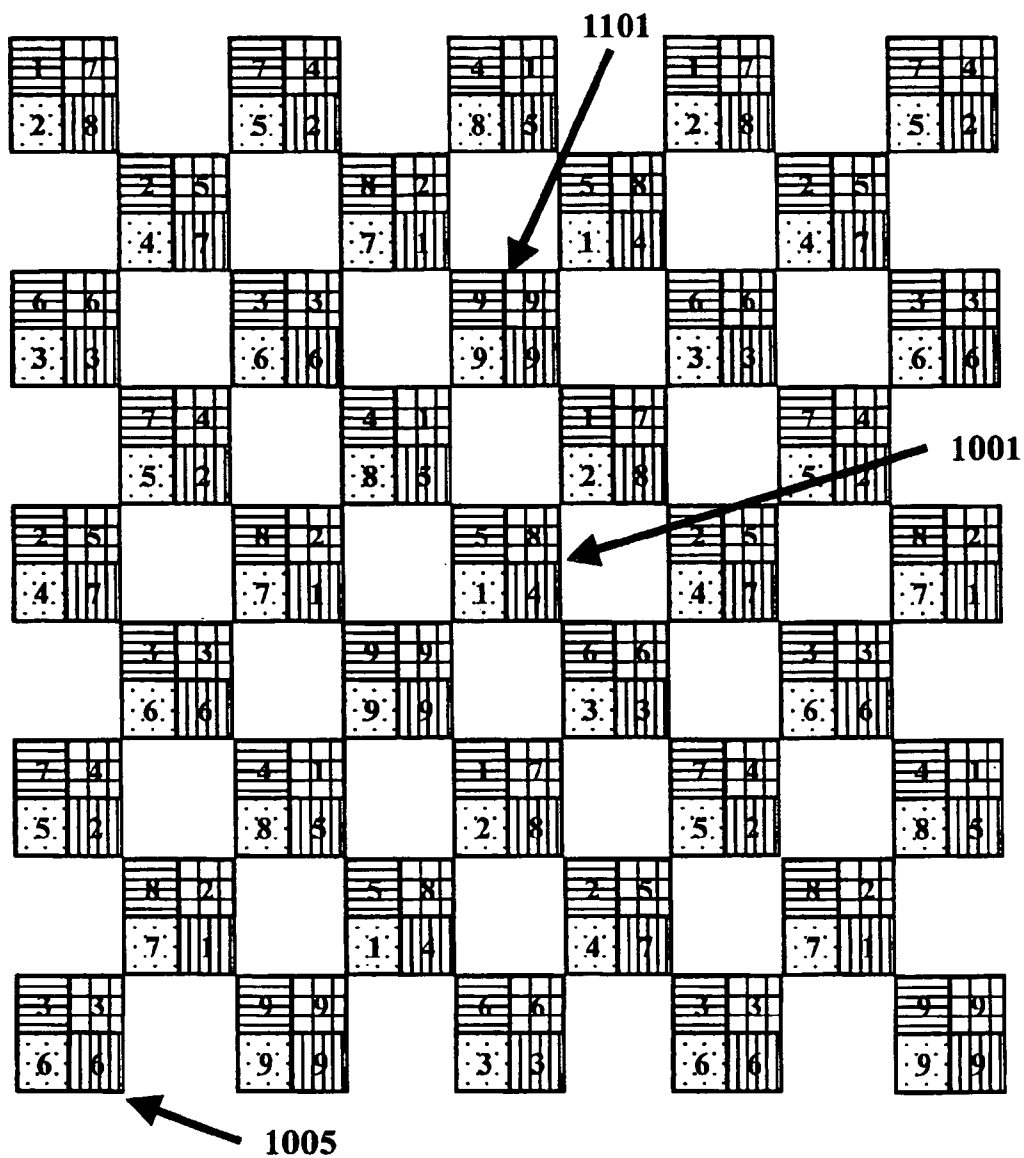 1101
1 7 7 4 4 1 1 7 7 4
2 8 5 2 8 5 2 8 5 2
2 5 8 2 5 8 2 5
4 7 7 1 1 4 4 7
6 6 3 3 9 9 6 6 3 3
3 3 6 6 9 9 3 3 6 6
7 4 4 1 1 7 7 4
5 2 8 5 2 8 5 2
1001
2 5 8 2 5 8 2 5 8 2
4 7 7 1 1 4 4 7 7 1
3 3 9 9 6 6 3 3
6 6 9 9 3 3 6 6
7 4 4 1 1 7 7 4 4 1
5 2 8 5 2 8 5 2 8 5
8 2 5 8 2 5 8 2
7 1 1 4 4 7 7 1
3 3 9 9 6 6 3 3 9 9
6 6 9 9 3 3 6 6 9 9
1005